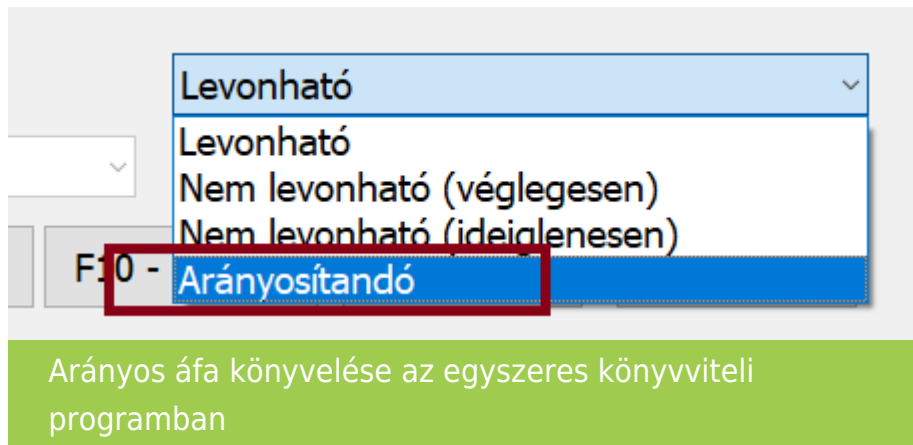 Levonható
Levonható
Nem levonható (véglegesen)
Nem levonható (ideiglenesen)
F10 -
Arányosítandó
Arányos áfa könyvelése az egyszeres könyvviteli
programban